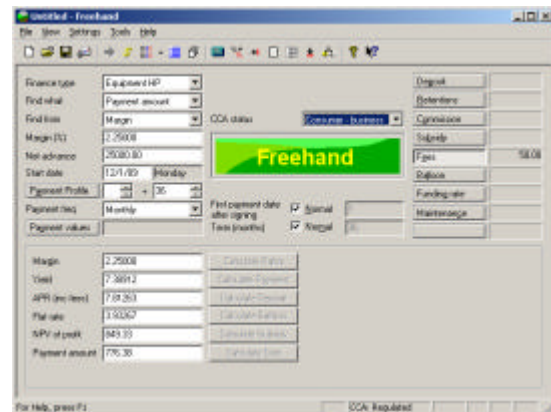 Untitled - Freehand
File View Settings Tools Help
Finance type Equipment HP Deposit
Find what Payment amount Retentions
Find from Margin CCA status Consumer - business Commission
Margin (%) 2.25000 Subsidy
Net advance 25000.00 Freehand Fees 50.00
Start date 12/1/09 Monday Balloon
Payment Profile + 36 Funding rate
Payment freq Monthly First payment date after signing Normal Maintenance
Payment values Term (months) Normal 36
Margin 2.25000 Calculate Rates
Yield 7.38912 Calculate Payment
APR (inc fees) 7.81263 Calculate Deposit
Flat rate 3.93267 Calculate Balloon
NPV of profit 849.33
Payment amount 776.38
For Help, press F1 CCA: Regulated